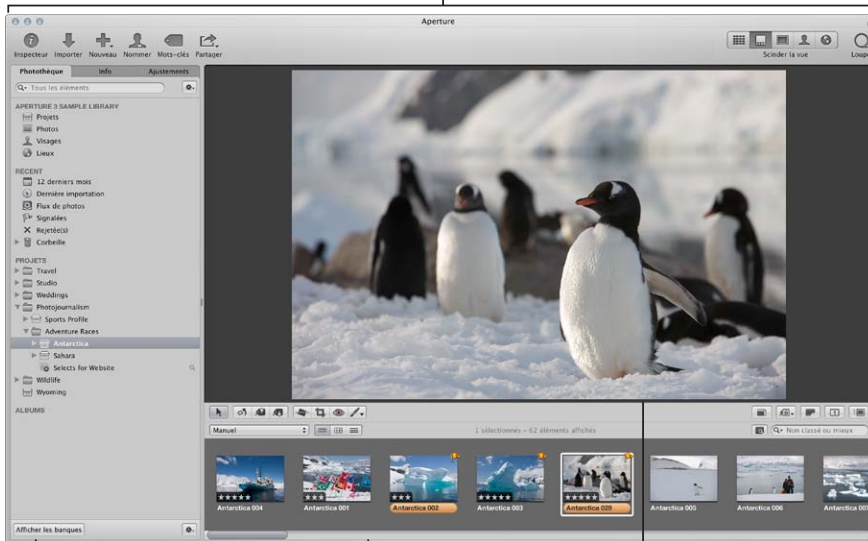 Aperture
Inspecteur Importer Nouveau Nommer Mots-clés Partager
Scinder la vue
Loupe
Photothèque Info Ajustements
Tous les éléments
APERTURE 3 SAMPLE LIBRARY
Projets
Photos
Visages
Lieux
RÉCENT
12 derniers mois
Dernière importation
Flux de photos
Signalées
Rejetée(s)
Corbeille
PROJETS
Travel
Studio
Weddings
Photojournalism
Sports Profile
Adventure Races
Antarctica
Sahara
Selects for Website
Wildlife
Wyoming
ALBUMS
Afficher les banques
Manuel
1 sélectionnés - 62 éléments affichés
Non classé ou mieux
Antarctica 004
Antarctica 001
Antarctica 002
Antarctica 003
Antarctica 029
Antarctica 005
Antarctica 006
Antarctica 007